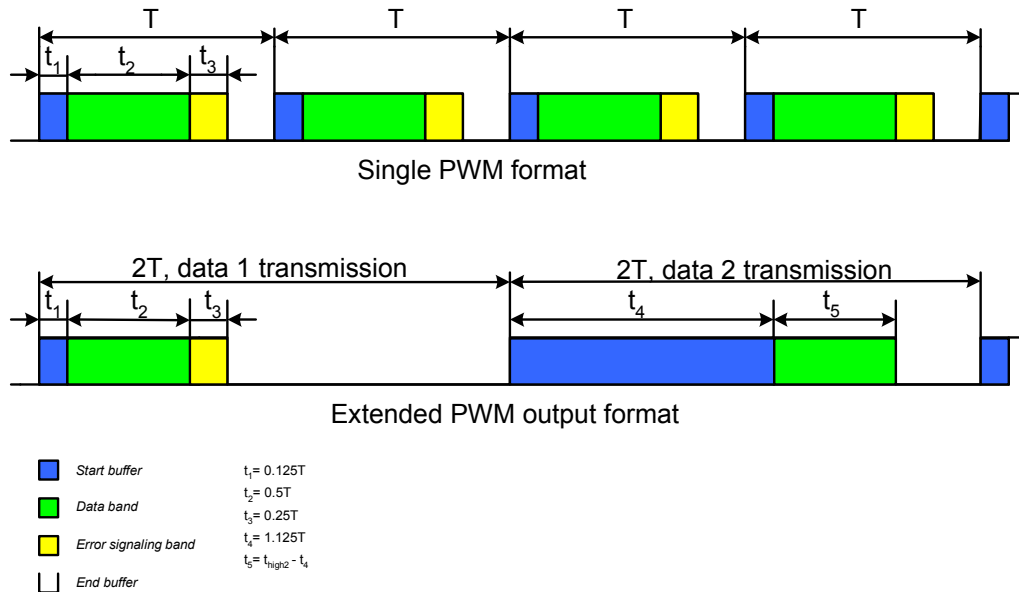 T T T T
t1 t2 t3
Single PWM format
2T, data 1 transmission 2T, data 2 transmission
t1 t2 t3 t4 t5
Extended PWM output format
Start buffer
Data band
Error signaling band
End buffer
t1= 0.125T
t2= 0.5T
t3= 0.25T
t4= 1.125T
t5= thigh2 - t4